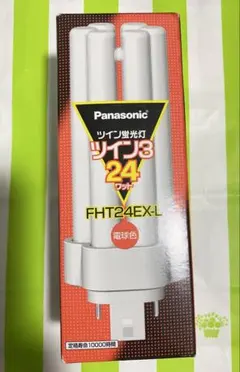 Panasonic
ツイン蛍光灯
ツイン3
24
ワット
FHT24EX-L
電球色
定格寿命10000時間